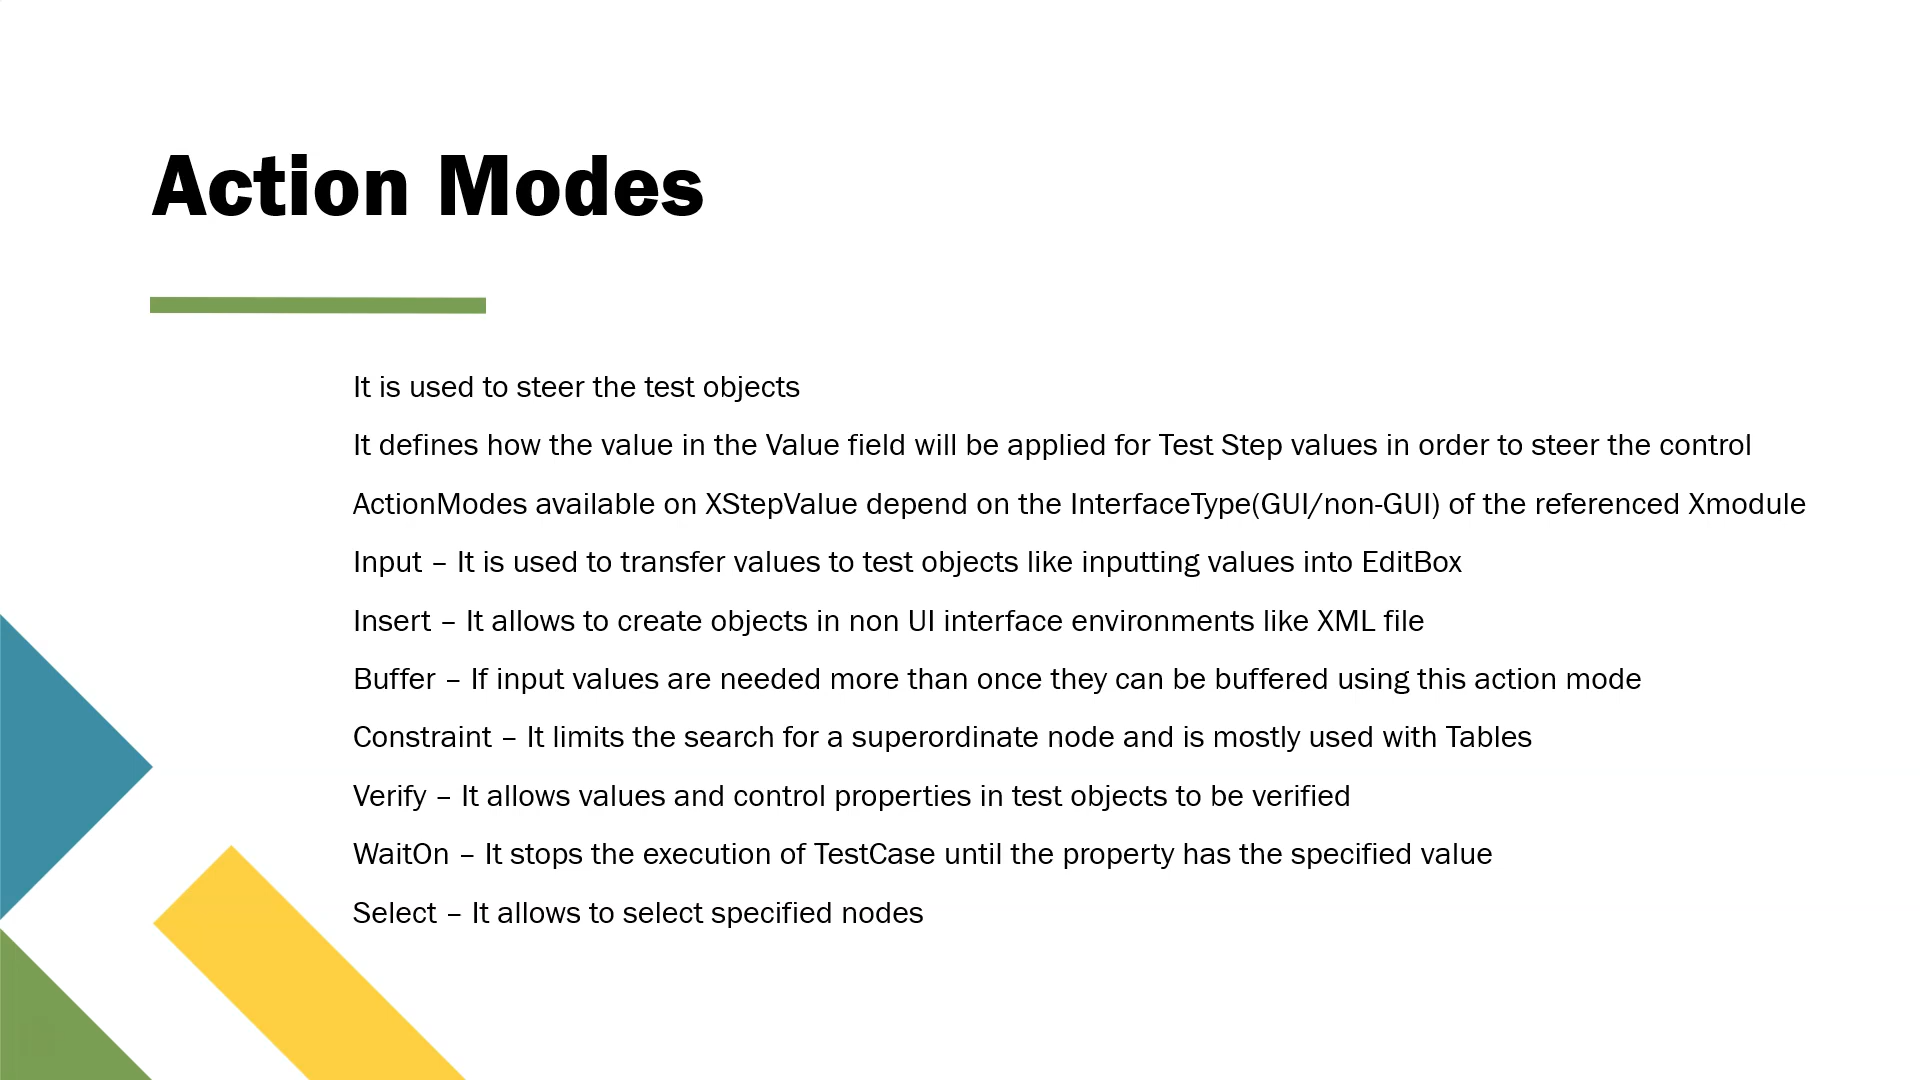 Action Modes
It is used to steer the test objects
It defines how the value in the Value field will be applied for Test Step values in order to steer the control
ActionModes available on XStepValue depend on the InterfaceType(GUI/non-GUI) of the referenced Xmodule
Input – It is used to transfer values to test objects like inputting values into EditBox
Insert – It allows to create objects in non UI interface environments like XML file
Buffer – If input values are needed more than once they can be buffered using this action mode
Constraint – It limits the search for a superordinate node and is mostly used with Tables
Verify – It allows values and control properties in test objects to be verified
WaitOn – It stops the execution of TestCase until the property has the specified value
Select – It allows to select specified nodes